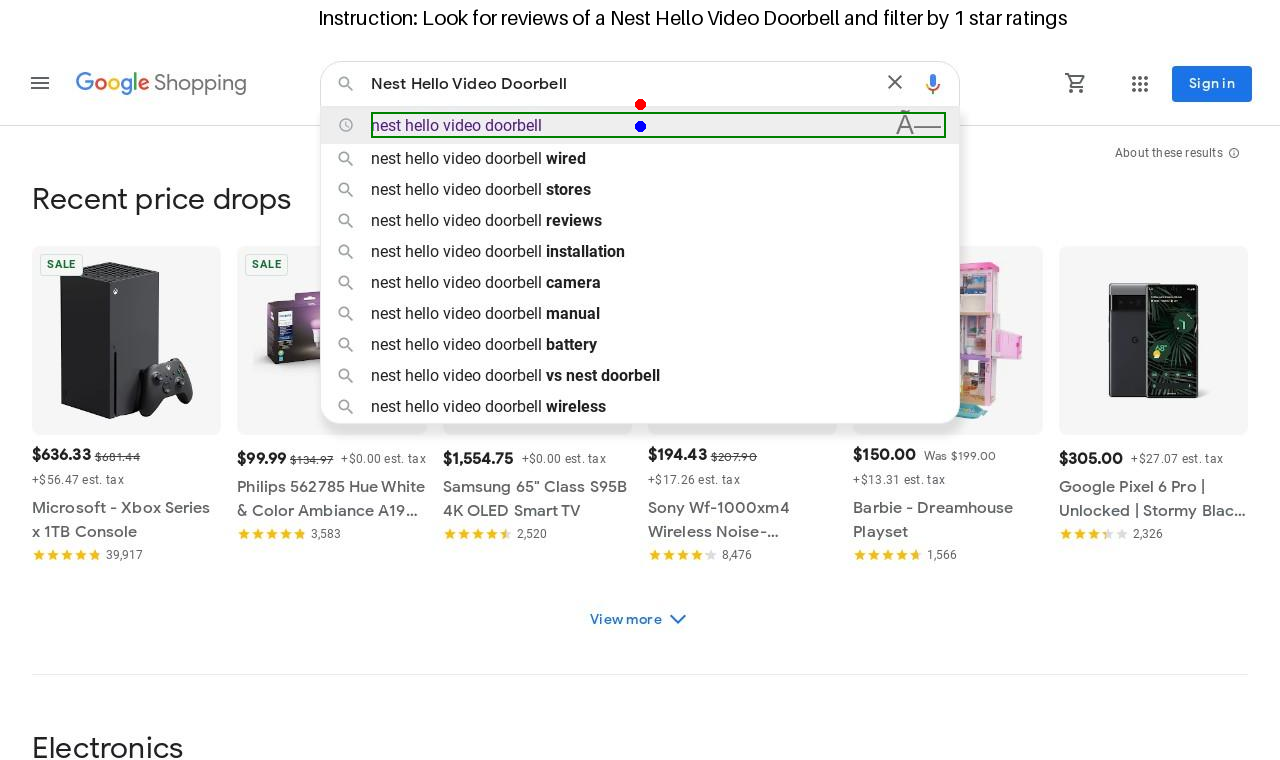 Instruction: Look for reviews of a Nest Hello Video Doorbell and filter by 1 star ratings
Google Shopping
Nest Hello Video Doorbell
Sign in
nest hello video doorbell
Ã—
nest hello video doorbell wired
nest hello video doorbell stores
nest hello video doorbell reviews
nest hello video doorbell installation
nest hello video doorbell camera
nest hello video doorbell manual
nest hello video doorbell battery
nest hello video doorbell vs nest doorbell
nest hello video doorbell wireless
About these results
Recent price drops
SALE
SALE
$636.33 $681.44
+$56.47 est. tax
Microsoft - Xbox Series
x 1TB Console
39,917
$99.99 $134.97 +$0.00 est. tax
Philips 562785 Hue White
& Color Ambiance A19...
3,583
$1,554.75 +$0.00 est. tax
Samsung 65" Class S95B
4K OLED Smart TV
2,520
$194.43 $207.90
+$17.26 est. tax
Sony Wf-1000xm4
Wireless Noise-...
8,476
$150.00 Was $199.00
+$13.31 est. tax
Barbie - Dreamhouse
Playset
1,566
$305.00 +$27.07 est. tax
Google Pixel 6 Pro |
Unlocked | Stormy Blac...
2,326
View more
Electronics